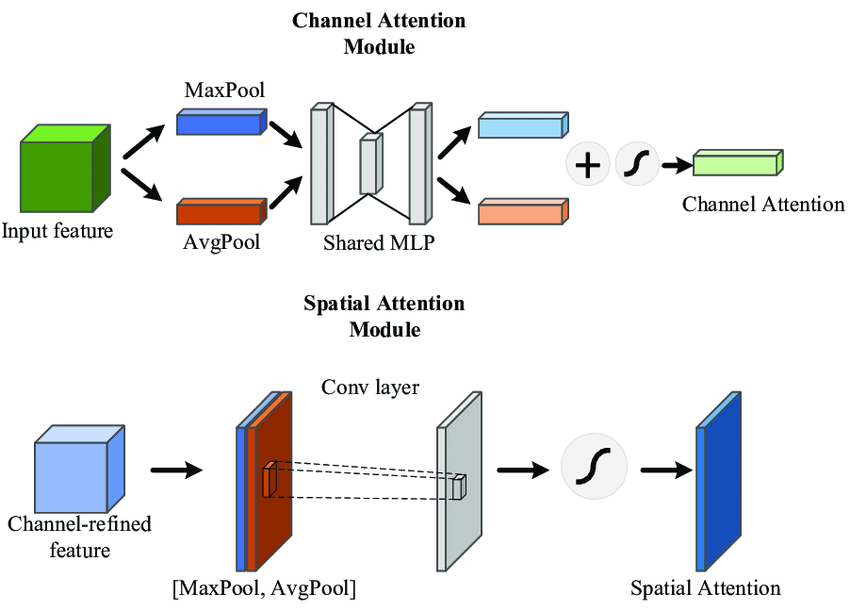 Channel Attention
Module
MaxPool
Input feature
AvgPool
Shared MLP
Channel Attention
Spatial Attention
Module
Conv layer
Channel-refined
feature
[MaxPool, AvgPool]
Spatial Attention